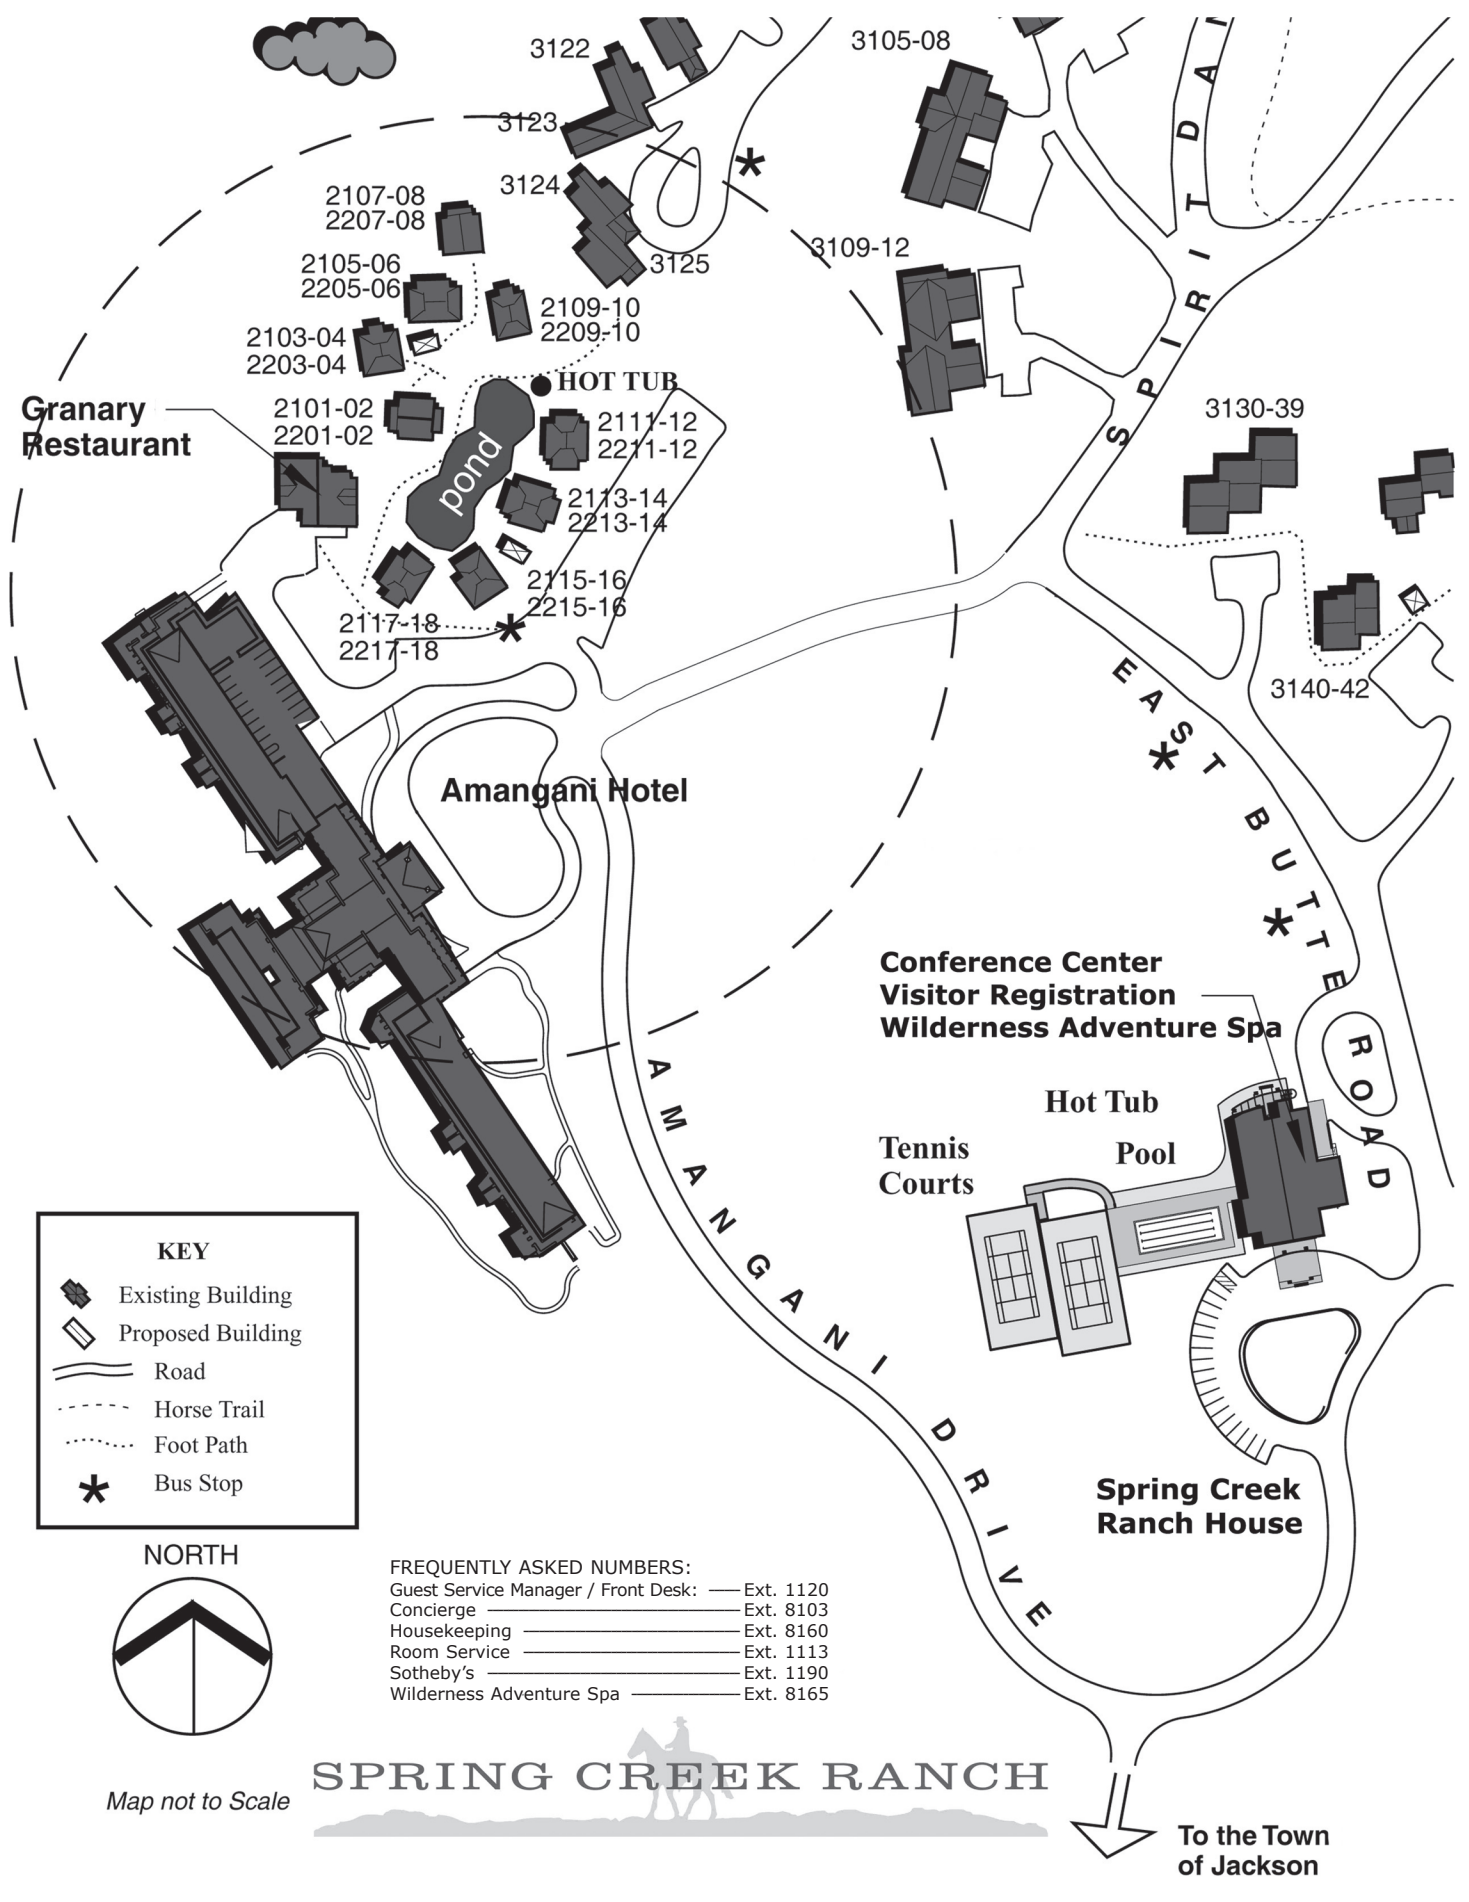 3122
3105-08
3123
3124
3125
2107-08
2207-08
2105-06
2205-06
2109-10
2209-10
2103-04
2203-04
3109-12
HOT TUB
Granary
Restaurant
2101-02
2201-02
2111-12
2211-12
pond
2113-14
2213-14
2115-16
2215-16
2117-18
2217-18
3130-39
3140-42
SPIRIT DAN
EAST BUTTE ROAD
Amangani Hotel
Conference Center
Visitor Registration
Wilderness Adventure Spa
Hot Tub
Pool
Tennis
Courts
AMANGANI DRIVE
Spring Creek
Ranch House
KEY
Existing Building
Proposed Building
Road
Horse Trail
Foot Path
Bus Stop
NORTH
Map not to Scale
FREQUENTLY ASKED NUMBERS:
Guest Service Manager / Front Desk: Ext. 1120
Concierge Ext. 8103
Housekeeping Ext. 8160
Room Service Ext. 1113
Sotheby's Ext. 1190
Wilderness Adventure Spa Ext. 8165
SPRING CREEK RANCH
To the Town
of Jackson